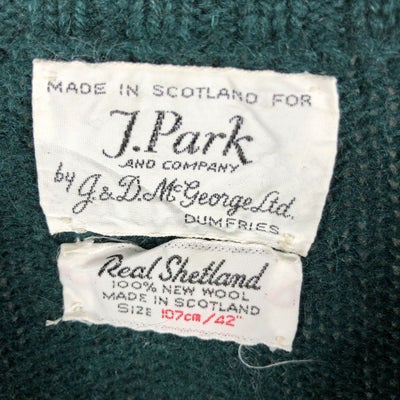 MADE IN SCOTLAND FOR
J. Park
AND COMPANY
by J. & D. McGeorge Ltd.
DUMFRIES
Real Shetland
100% NEW WOOL
MADE IN SCOTLAND
SIZE 107cm/42"